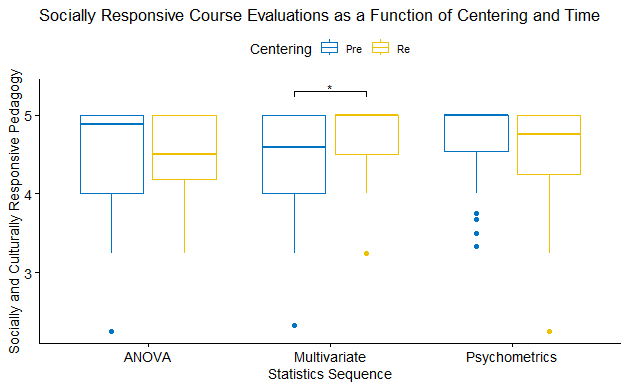 Socially Responsive Course Evaluations as a Function of Centering and Time
Centering Pre Re
Socially and Culturally Responsive Pedagogy
5
4
3
*
ANOVA Multivariate Psychometrics
Statistics Sequence